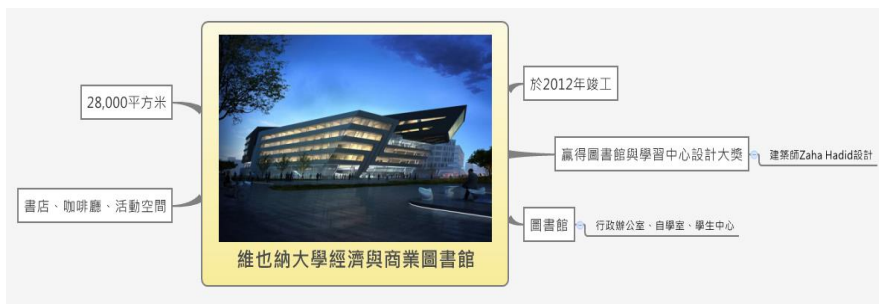 28,000平方米
書店、咖啡廳、活動空間
維也納大學經濟與商業圖書館
於2012年竣工
贏得圖書館與學習中心設計大獎
建築師Zaha Hadid設計
圖書館
行政辦公室、自學室、學生中心